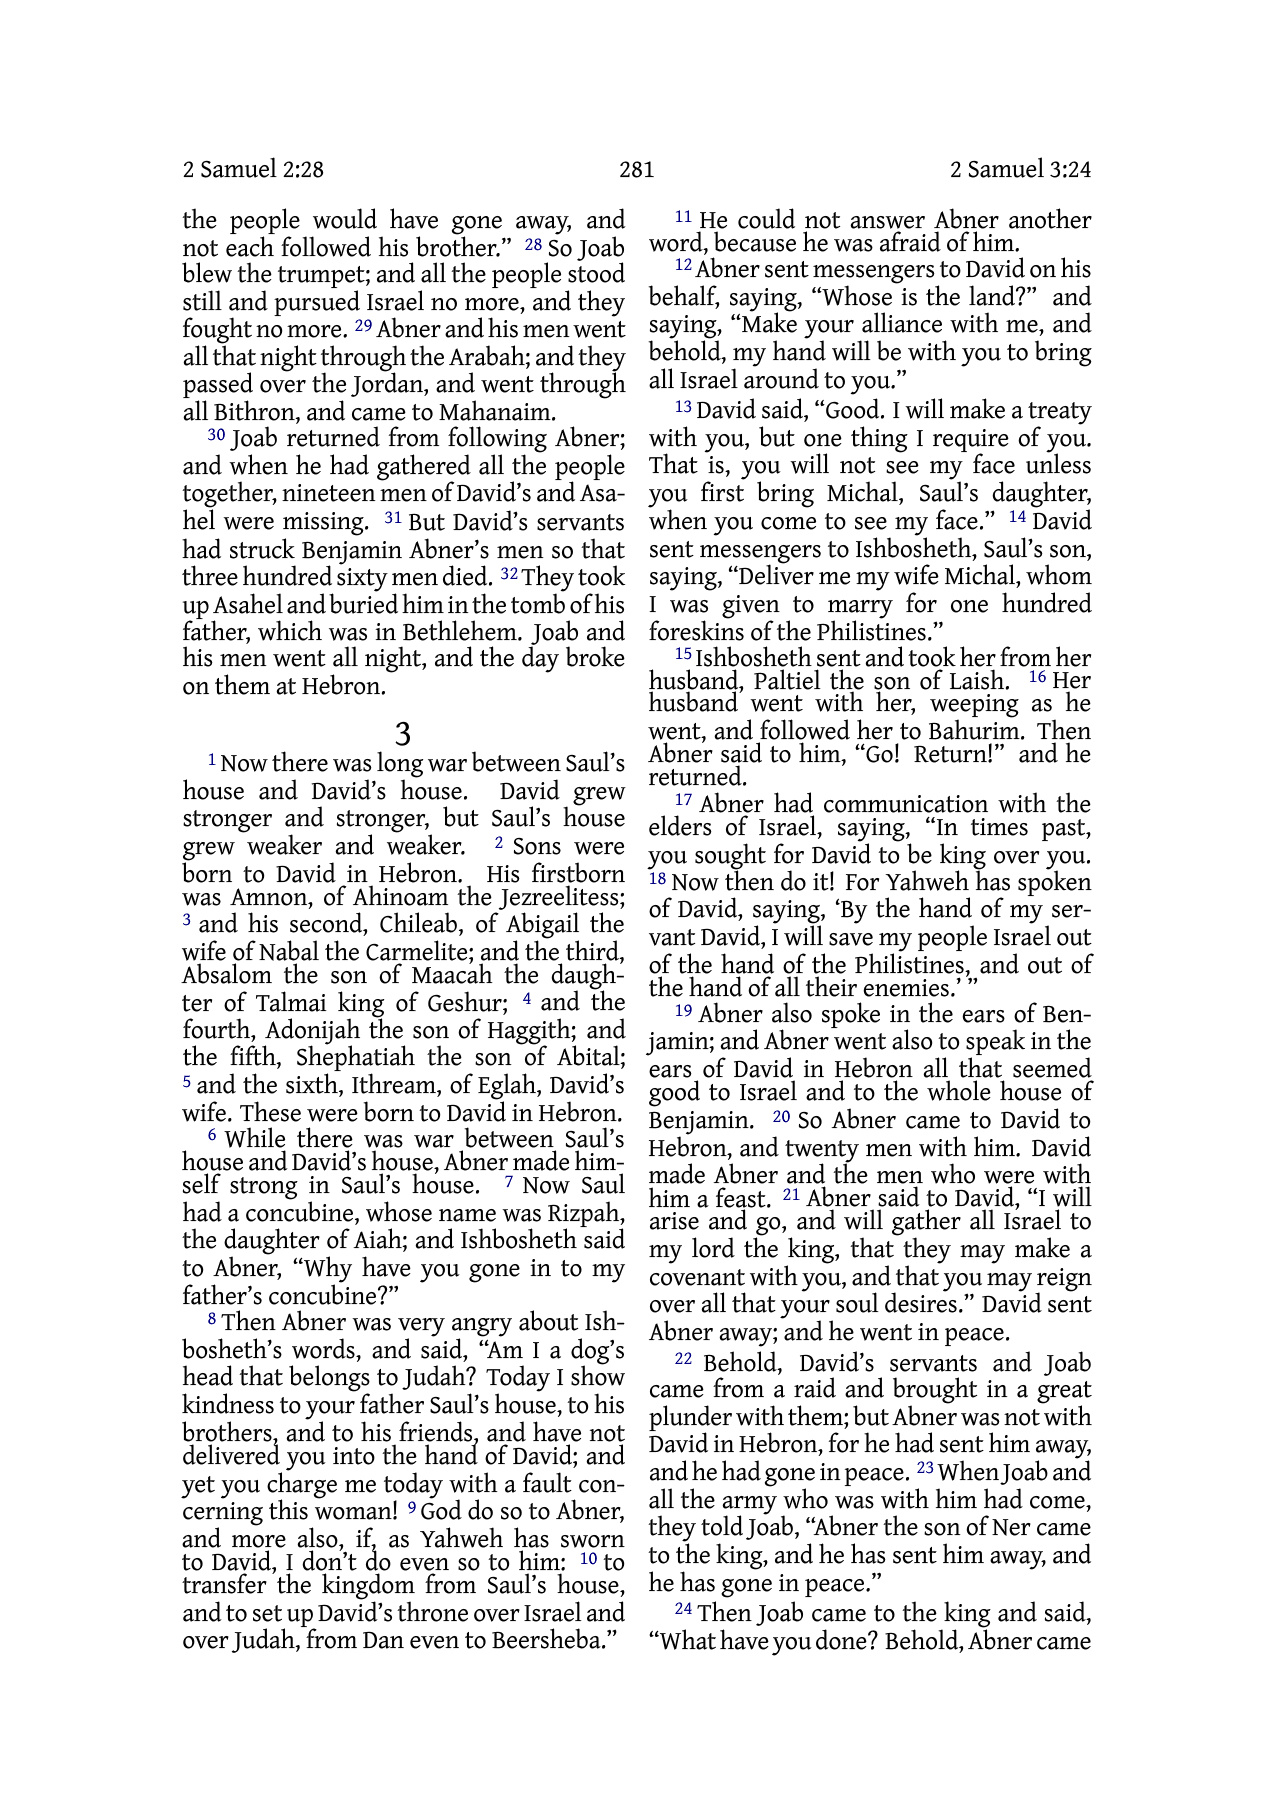 2 Samuel 2:28
281
2 Samuel 3:24
the people would have gone away, and
not each followed his brother.” 28 So Joab
blew the trumpet; and all the people stood
still and pursued Israel no more, and they
fought no more. 29 Abner and his men went
all that night through the Arabah; and they
passed over the Jordan, and went through
all Bithron, and came to Mahanaim.
30 Joab returned from following Abner;
and when he had gathered all the people
together, nineteen men of David’s and Asa-
hel were missing. 31 But David’s servants
had struck Benjamin Abner’s men so that
three hundred sixty men died. 32 They took
up Asahel and buried him in the tomb of his
father, which was in Bethlehem. Joab and
his men went all night, and the day broke
on them at Hebron.
3
1 Now there was long war between Saul’s
house and David’s house. David grew
stronger and stronger, but Saul’s house
grew weaker and weaker. 2 Sons were
born to David in Hebron. His firstborn
was Amnon, of Ahinoam the Jezreelitess;
3 and his second, Chileab, of Abigail the
wife of Nabal the Carmelite; and the third,
Absalom the son of Maacah the daugh-
ter of Talmai king of Geshur; 4 and the
fourth, Adonijah the son of Haggith; and
the fifth, Shephatiah the son of Abital;
5 and the sixth, Ithream, of Eglah, David’s
wife. These were born to David in Hebron.
6 While there was war between Saul’s
house and David’s house, Abner made him-
self strong in Saul’s house. 7 Now Saul
had a concubine, whose name was Rizpah,
the daughter of Aiah; and Ishbosheth said
to Abner, “Why have you gone in to my
father’s concubine?”
8 Then Abner was very angry about Ish-
bosheth’s words, and said, “Am I a dog’s
head that belongs to Judah? Today I show
kindness to your father Saul’s house, to his
brothers, and to his friends, and have not
delivered you into the hand of David; and
yet you charge me today with a fault con-
cerning this woman! 9 God do so to Abner,
and more also, if, as Yahweh has sworn
to David, I don’t do even so to him: 10 to
transfer the kingdom from Saul’s house,
and to set up David’s throne over Israel and
over Judah, from Dan even to Beersheba.”
11 He could not answer Abner another
word, because he was afraid of him.
12 Abner sent messengers to David on his
behalf, saying, “Whose is the land?” and
saying, “Make your alliance with me, and
behold, my hand will be with you to bring
all Israel around to you.”
13 David said, “Good. I will make a treaty
with you, but one thing I require of you.
That is, you will not see my face unless
you first bring Michal, Saul’s daughter,
when you come to see my face.” 14 David
sent messengers to Ishbosheth, Saul’s son,
saying, “Deliver me my wife Michal, whom
I was given to marry for one hundred
foreskins of the Philistines.”
15 Ishbosheth sent and took her from her
husband, Paltiel the son of Laish. 16 Her
husband went with her, weeping as he
went, and followed her to Bahurim. Then
Abner said to him, “Go! Return!” and he
returned.
17 Abner had communication with the
elders of Israel, saying, “In times past,
you sought for David to be king over you.
18 Now then do it! For Yahweh has spoken
of David, saying, ‘By the hand of my ser-
vant David, I will save my people Israel out
of the hand of the Philistines, and out of
the hand of all their enemies.’ ”
19 Abner also spoke in the ears of Ben-
jamin; and Abner went also to speak in the
ears of David in Hebron all that seemed
good to Israel and to the whole house of
Benjamin. 20 So Abner came to David to
Hebron, and twenty men with him. David
made Abner and the men who were with
him a feast. 21 Abner said to David, “I will
arise and go, and will gather all Israel to
my lord the king, that they may make a
covenant with you, and that you may reign
over all that your soul desires.” David sent
Abner away; and he went in peace.
22 Behold, David’s servants and Joab
came from a raid and brought in a great
plunder with them; but Abner was not with
David in Hebron, for he had sent him away,
and he had gone in peace. 23 When Joab and
all the army who was with him had come,
they told Joab, “Abner the son of Ner came
to the king, and he has sent him away, and
he has gone in peace.”
24 Then Joab came to the king and said,
“What have you done? Behold, Abner came